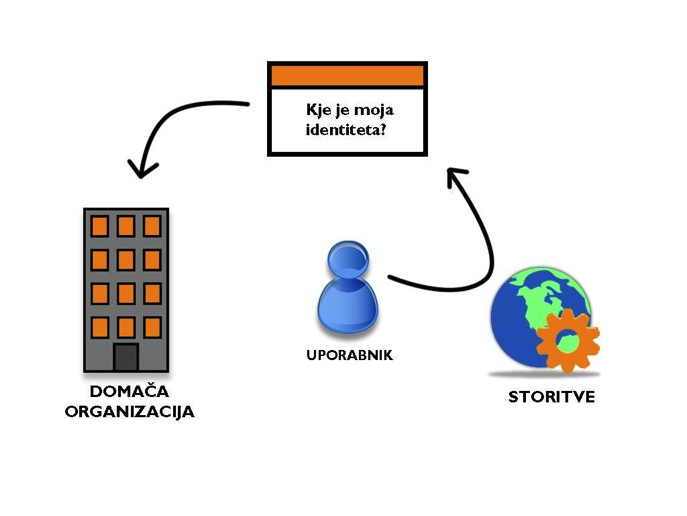 Kje je moja
identiteta?
UPORABNIK
DOMAČA
ORGANIZACIJA
STORITVE